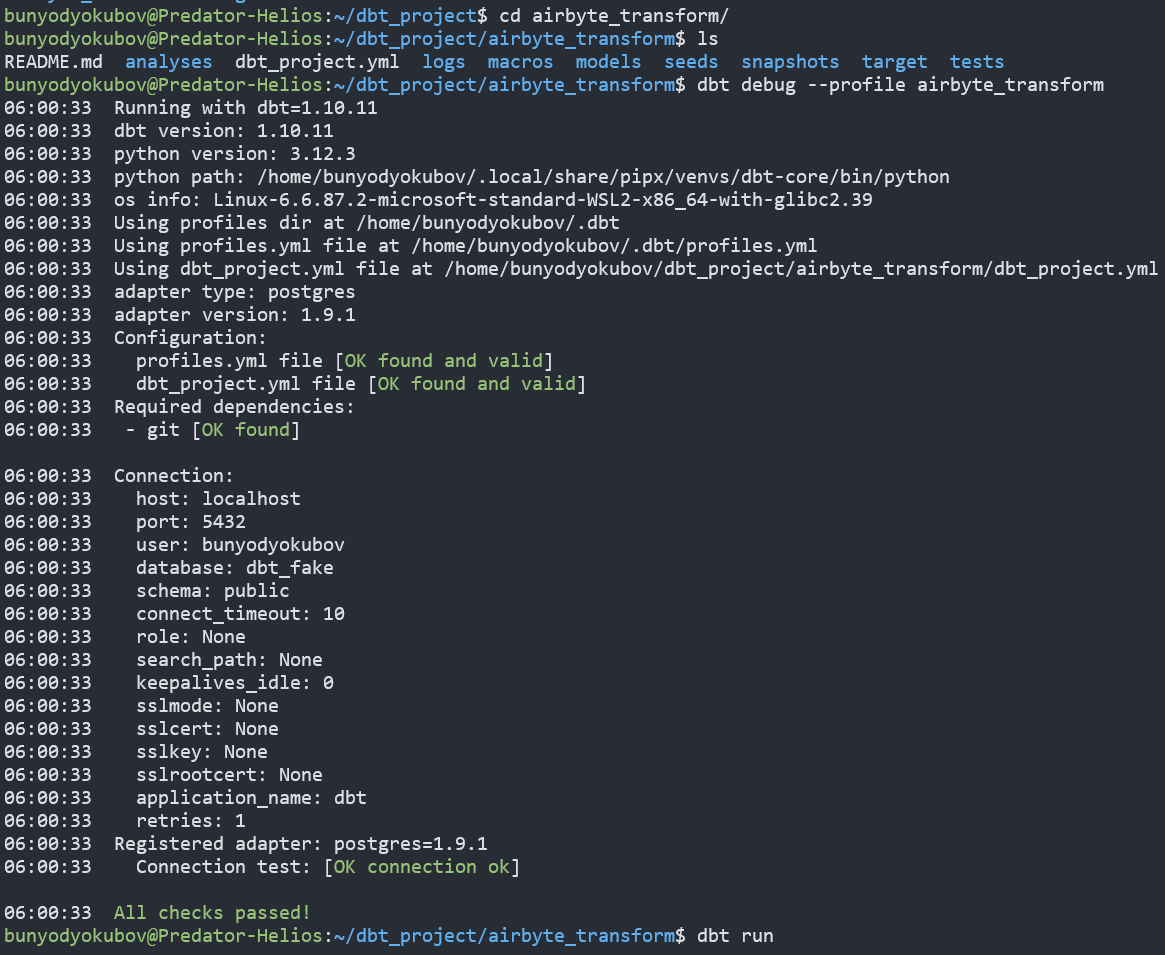 bunyodyokubov@Predator-Helios:~/dbt_project$ cd airbyte_transform/
bunyodyokubov@Predator-Helios:~/dbt_project/airbyte_transform$ ls
README.md  analyses  dbt_project.yml  logs  macros  models  seeds  snapshots  target  tests
bunyodyokubov@Predator-Helios:~/dbt_project/airbyte_transform$ dbt debug --profile airbyte_transform
06:00:33  Running with dbt=1.10.11
06:00:33  dbt version: 1.10.11
06:00:33  python version: 3.12.3
06:00:33  python path: /home/bunyodyokubov/.local/share/pipx/venvs/dbt-core/bin/python
06:00:33  os info: Linux-6.6.87.2-microsoft-standard-WSL2-x86_64-with-glibc2.39
06:00:33  Using profiles dir at /home/bunyodyokubov/.dbt
06:00:33  Using profiles.yml file at /home/bunyodyokubov/.dbt/profiles.yml
06:00:33  Using dbt_project.yml file at /home/bunyodyokubov/dbt_project/airbyte_transform/dbt_project.yml
06:00:33  adapter type: postgres
06:00:33  adapter version: 1.9.1
06:00:33  Configuration:
06:00:33    profiles.yml file [OK found and valid]
06:00:33    dbt_project.yml file [OK found and valid]
06:00:33  Required dependencies:
06:00:33   - git [OK found]

06:00:33  Connection:
06:00:33    host: localhost
06:00:33    port: 5432
06:00:33    user: bunyodyokubov
06:00:33    database: dbt_fake
06:00:33    schema: public
06:00:33    connect_timeout: 10
06:00:33    role: None
06:00:33    search_path: None
06:00:33    keepalives_idle: 0
06:00:33    sslmode: None
06:00:33    sslcert: None
06:00:33    sslkey: None
06:00:33    sslrootcert: None
06:00:33    application_name: dbt
06:00:33    retries: 1
06:00:33  Registered adapter: postgres=1.9.1
06:00:33    Connection test: [OK connection ok]

06:00:33  All checks passed!
bunyodyokubov@Predator-Helios:~/dbt_project/airbyte_transform$ dbt run